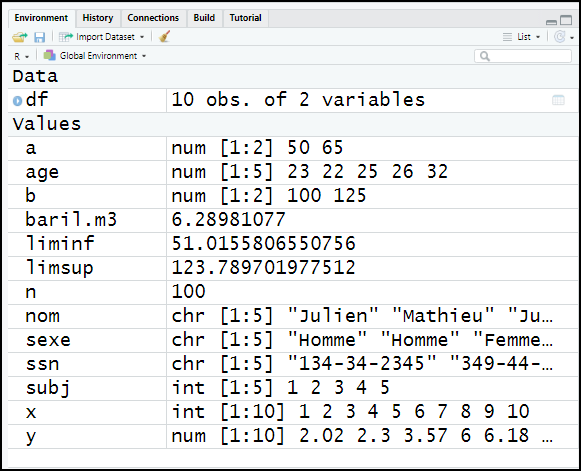 Environment History Connections Build Tutorial
Import Dataset List
R Global Environment
Data
df 10 obs. of 2 variables
Values
a num [1:2] 50 65
age num [1:5] 23 22 25 26 32
b num [1:2] 100 125
baril.m3 6.28981077
liminf 51.0155806550756
limsup 123.789701977512
n 100
nom chr [1:5] "Julien" "Mathieu" "Ju…
sexe chr [1:5] "Homme" "Homme" "Femme…
ssn chr [1:5] "134-34-2345" "349-44-…
subj int [1:5] 1 2 3 4 5
x int [1:10] 1 2 3 4 5 6 7 8 9 10
y num [1:10] 2.02 2.3 3.57 6 6.18 …